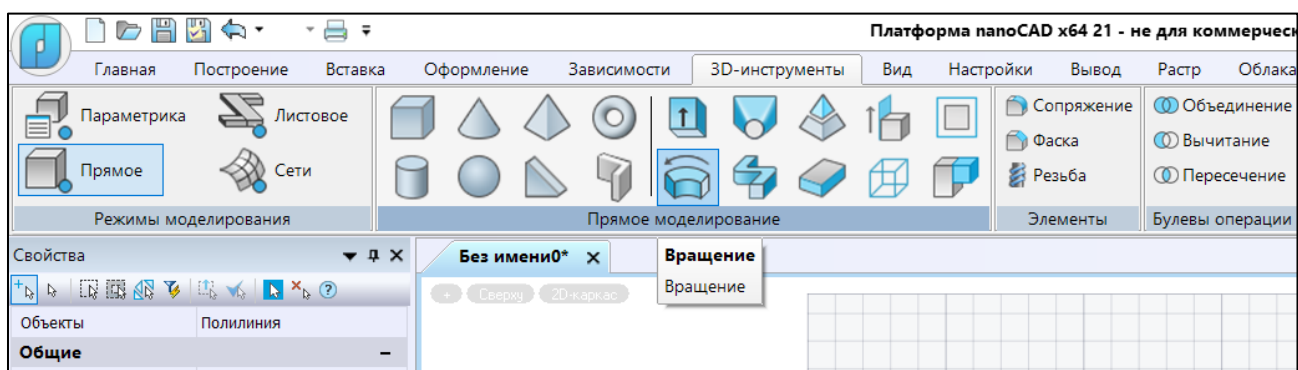 Платформа nanoCAD x64 21 - не для коммерческ
Главная Построение Вставка Оформление Зависимости 3D-инструменты Вид Настройки Вывод Растр Облака
Параметрика Листовое Сопряжение Объединение
Фаска Вычитание
Прямое Сети Резьба Пересечение
Режимы моделирования Прямое моделирование Элементы Булевы операции
Свойства Без имени0* Вращение
Вращение
+ Сверху 2D-каркас
Объекты Полилиния
Общие